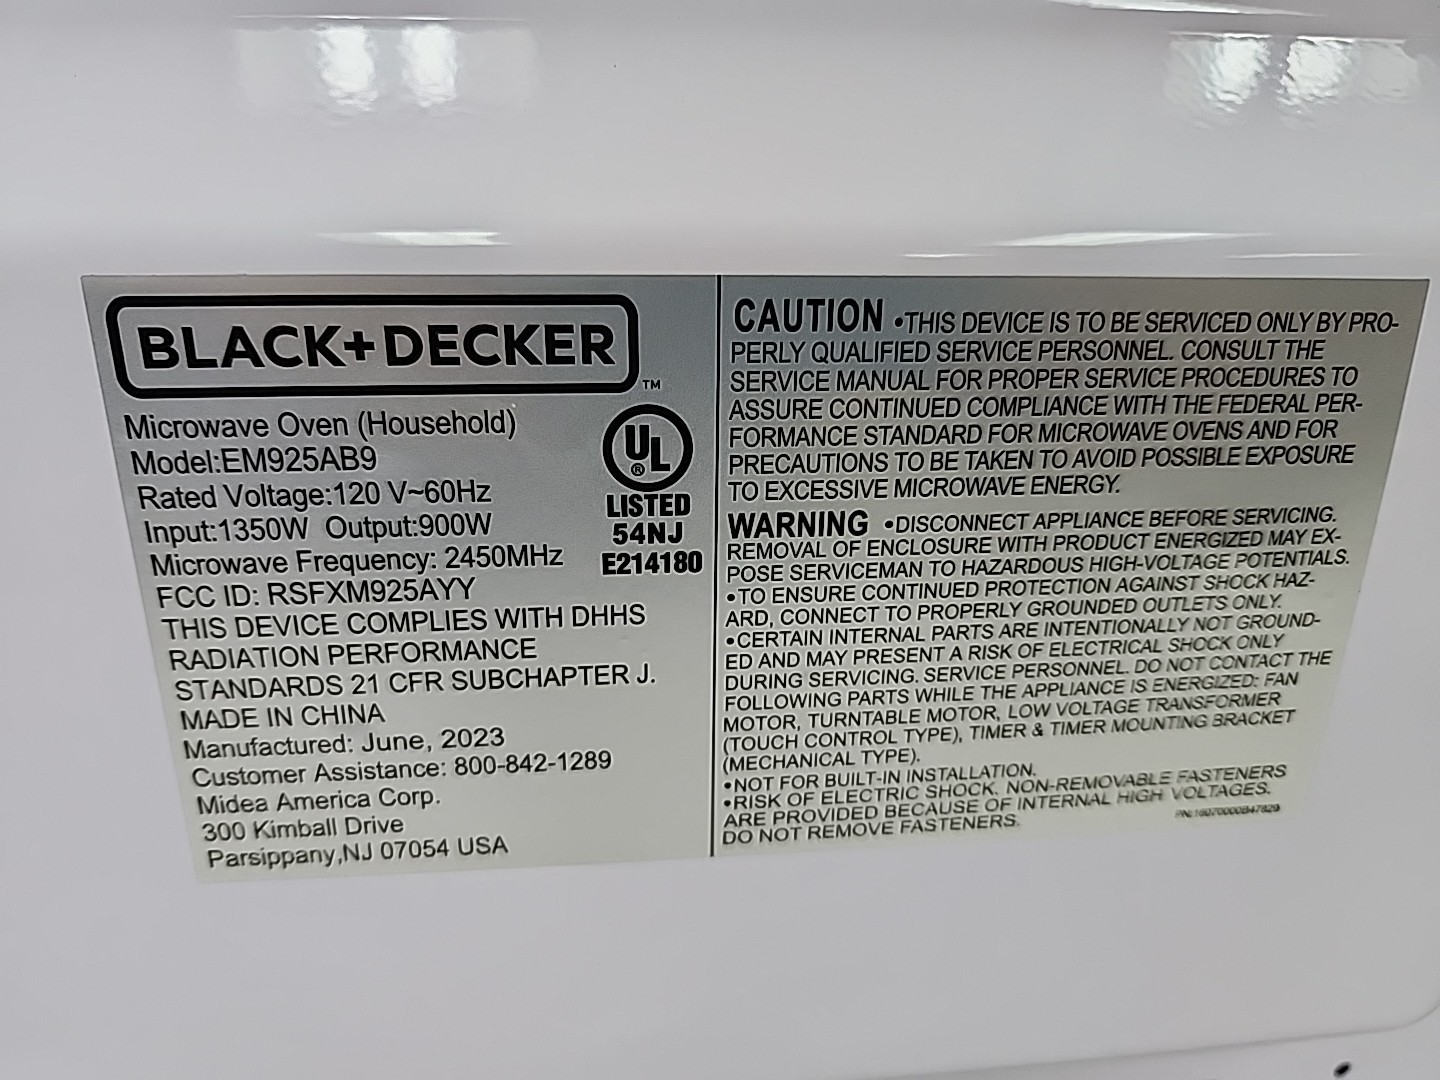 BLACK+DECKER
™
Microwave Oven (Household)
Model:EM925AB9
Rated Voltage:120 V~60Hz
Input:1350W Output:900W
Microwave Frequency: 2450MHz
FCC ID: RSFXM925AYY
THIS DEVICE COMPLIES WITH DHHS
RADIATION PERFORMANCE
STANDARDS 21 CFR SUBCHAPTER J.
MADE IN CHINA
Manufactured: June, 2023
Customer Assistance: 800-842-1289
Midea America Corp.
300 Kimball Drive
Parsippany,NJ 07054 USA
UL
®
LISTED
54NJ
E214180
CAUTION •THIS DEVICE IS TO BE SERVICED ONLY BY PRO-
PERLY QUALIFIED SERVICE PERSONNEL. CONSULT THE
SERVICE MANUAL FOR PROPER SERVICE PROCEDURES TO
ASSURE CONTINUED COMPLIANCE WITH THE FEDERAL PER-
FORMANCE STANDARD FOR MICROWAVE OVENS AND FOR
PRECAUTIONS TO BE TAKEN TO AVOID POSSIBLE EXPOSURE
TO EXCESSIVE MICROWAVE ENERGY.
WARNING •DISCONNECT APPLIANCE BEFORE SERVICING.
REMOVAL OF ENCLOSURE WITH PRODUCT ENERGIZED MAY EX-
POSE SERVICEMAN TO HAZARDOUS HIGH-VOLTAGE POTENTIALS.
•TO ENSURE CONTINUED PROTECTION AGAINST SHOCK HAZ-
ARD, CONNECT TO PROPERLY GROUNDED OUTLETS ONLY.
•CERTAIN INTERNAL PARTS ARE INTENTIONALLY NOT GROUND-
ED AND MAY PRESENT A RISK OF ELECTRICAL SHOCK ONLY
DURING SERVICING. SERVICE PERSONNEL. DO NOT CONTACT THE
FOLLOWING PARTS WHILE THE APPLIANCE IS ENERGIZED: FAN
MOTOR, TURNTABLE MOTOR, LOW VOLTAGE TRANSFORMER
(TOUCH CONTROL TYPE), TIMER & TIMER MOUNTING BRACKET
(MECHANICAL TYPE).
•NOT FOR BUILT-IN INSTALLATION.
•RISK OF ELECTRIC SHOCK. NON-REMOVABLE FASTENERS
ARE PROVIDED BECAUSE OF INTERNAL HIGH VOLTAGES.
DO NOT REMOVE FASTENERS.